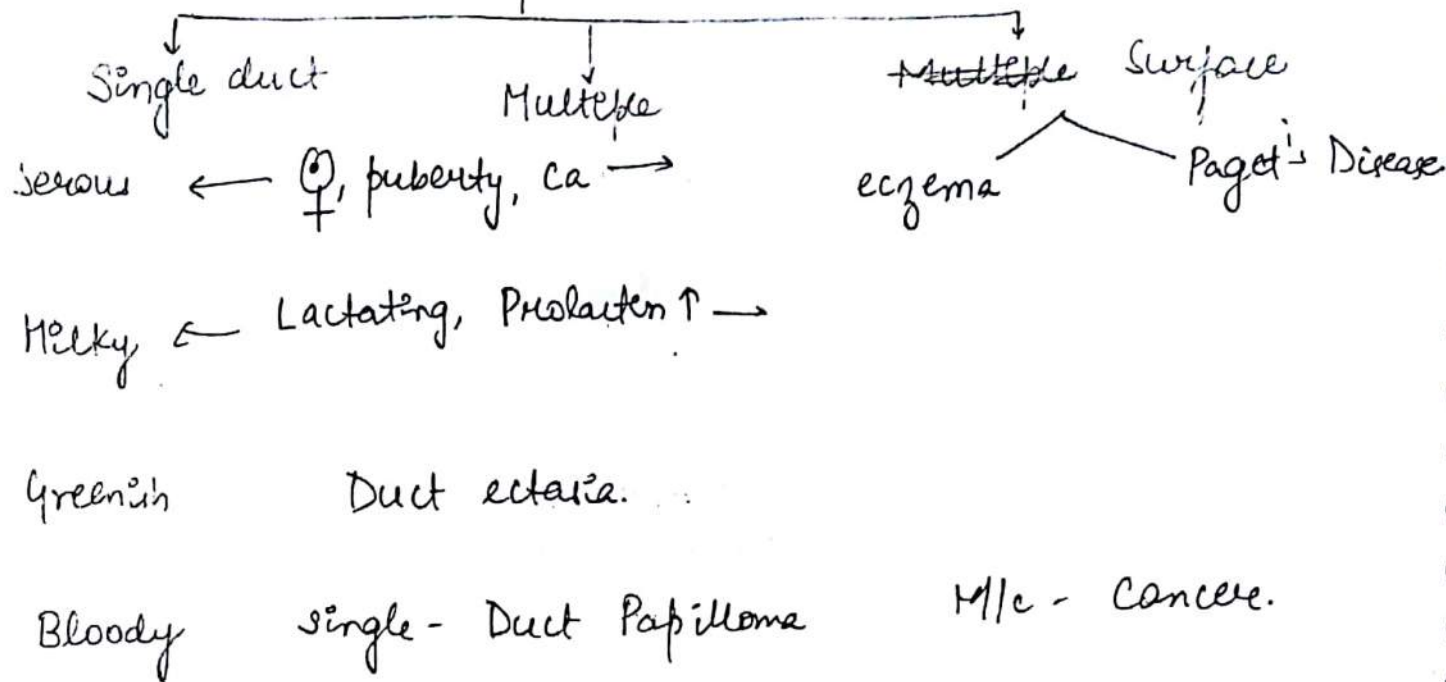 Single duct
Multiple
Multiple Surface
serous ← ♀, puberty, Ca →
eczema
Paget's Disease
Milky ← Lactating, Prolactin ↑ →
Greenish Duct ectasia.
Bloody single - Duct Papilloma M/c - Cancer.